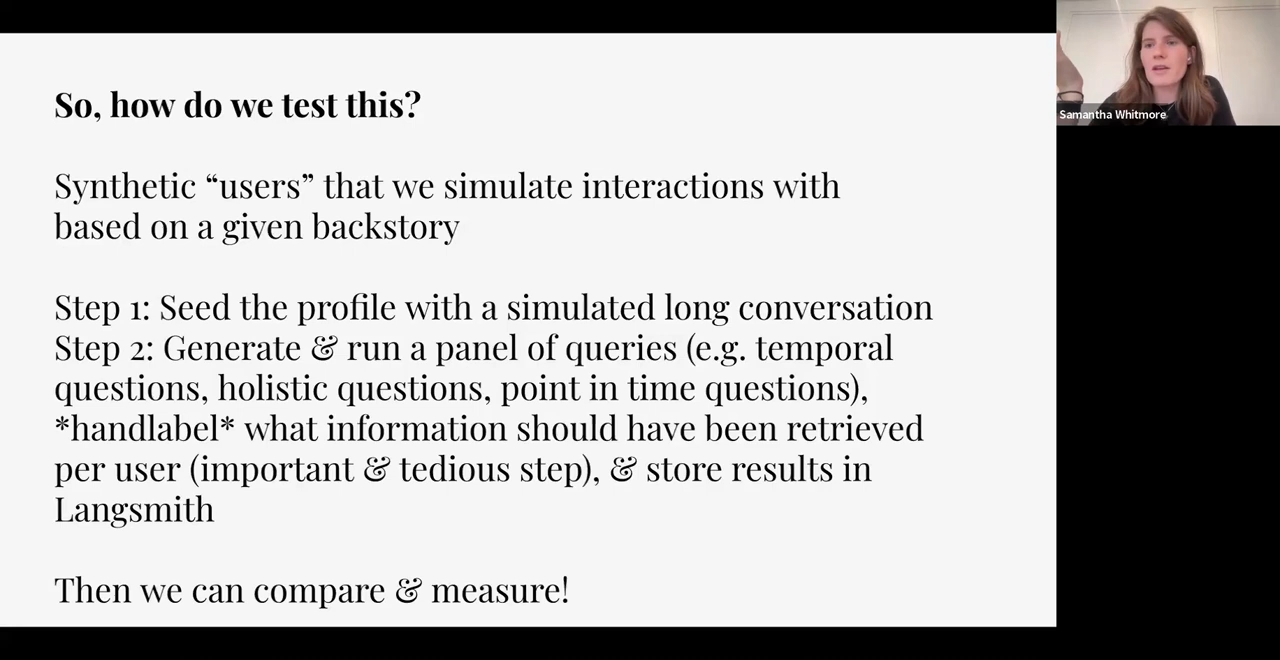 So, how do we test this?
Synthetic “users” that we simulate interactions with
based on a given backstory
Step 1: Seed the profile with a simulated long conversation
Step 2: Generate & run a panel of queries (e.g. temporal
questions, holistic questions, point in time questions),
*handlabel* what information should have been retrieved
per user (important & tedious step), & store results in
Langsmith
Then we can compare & measure!
Samantha Whitmore